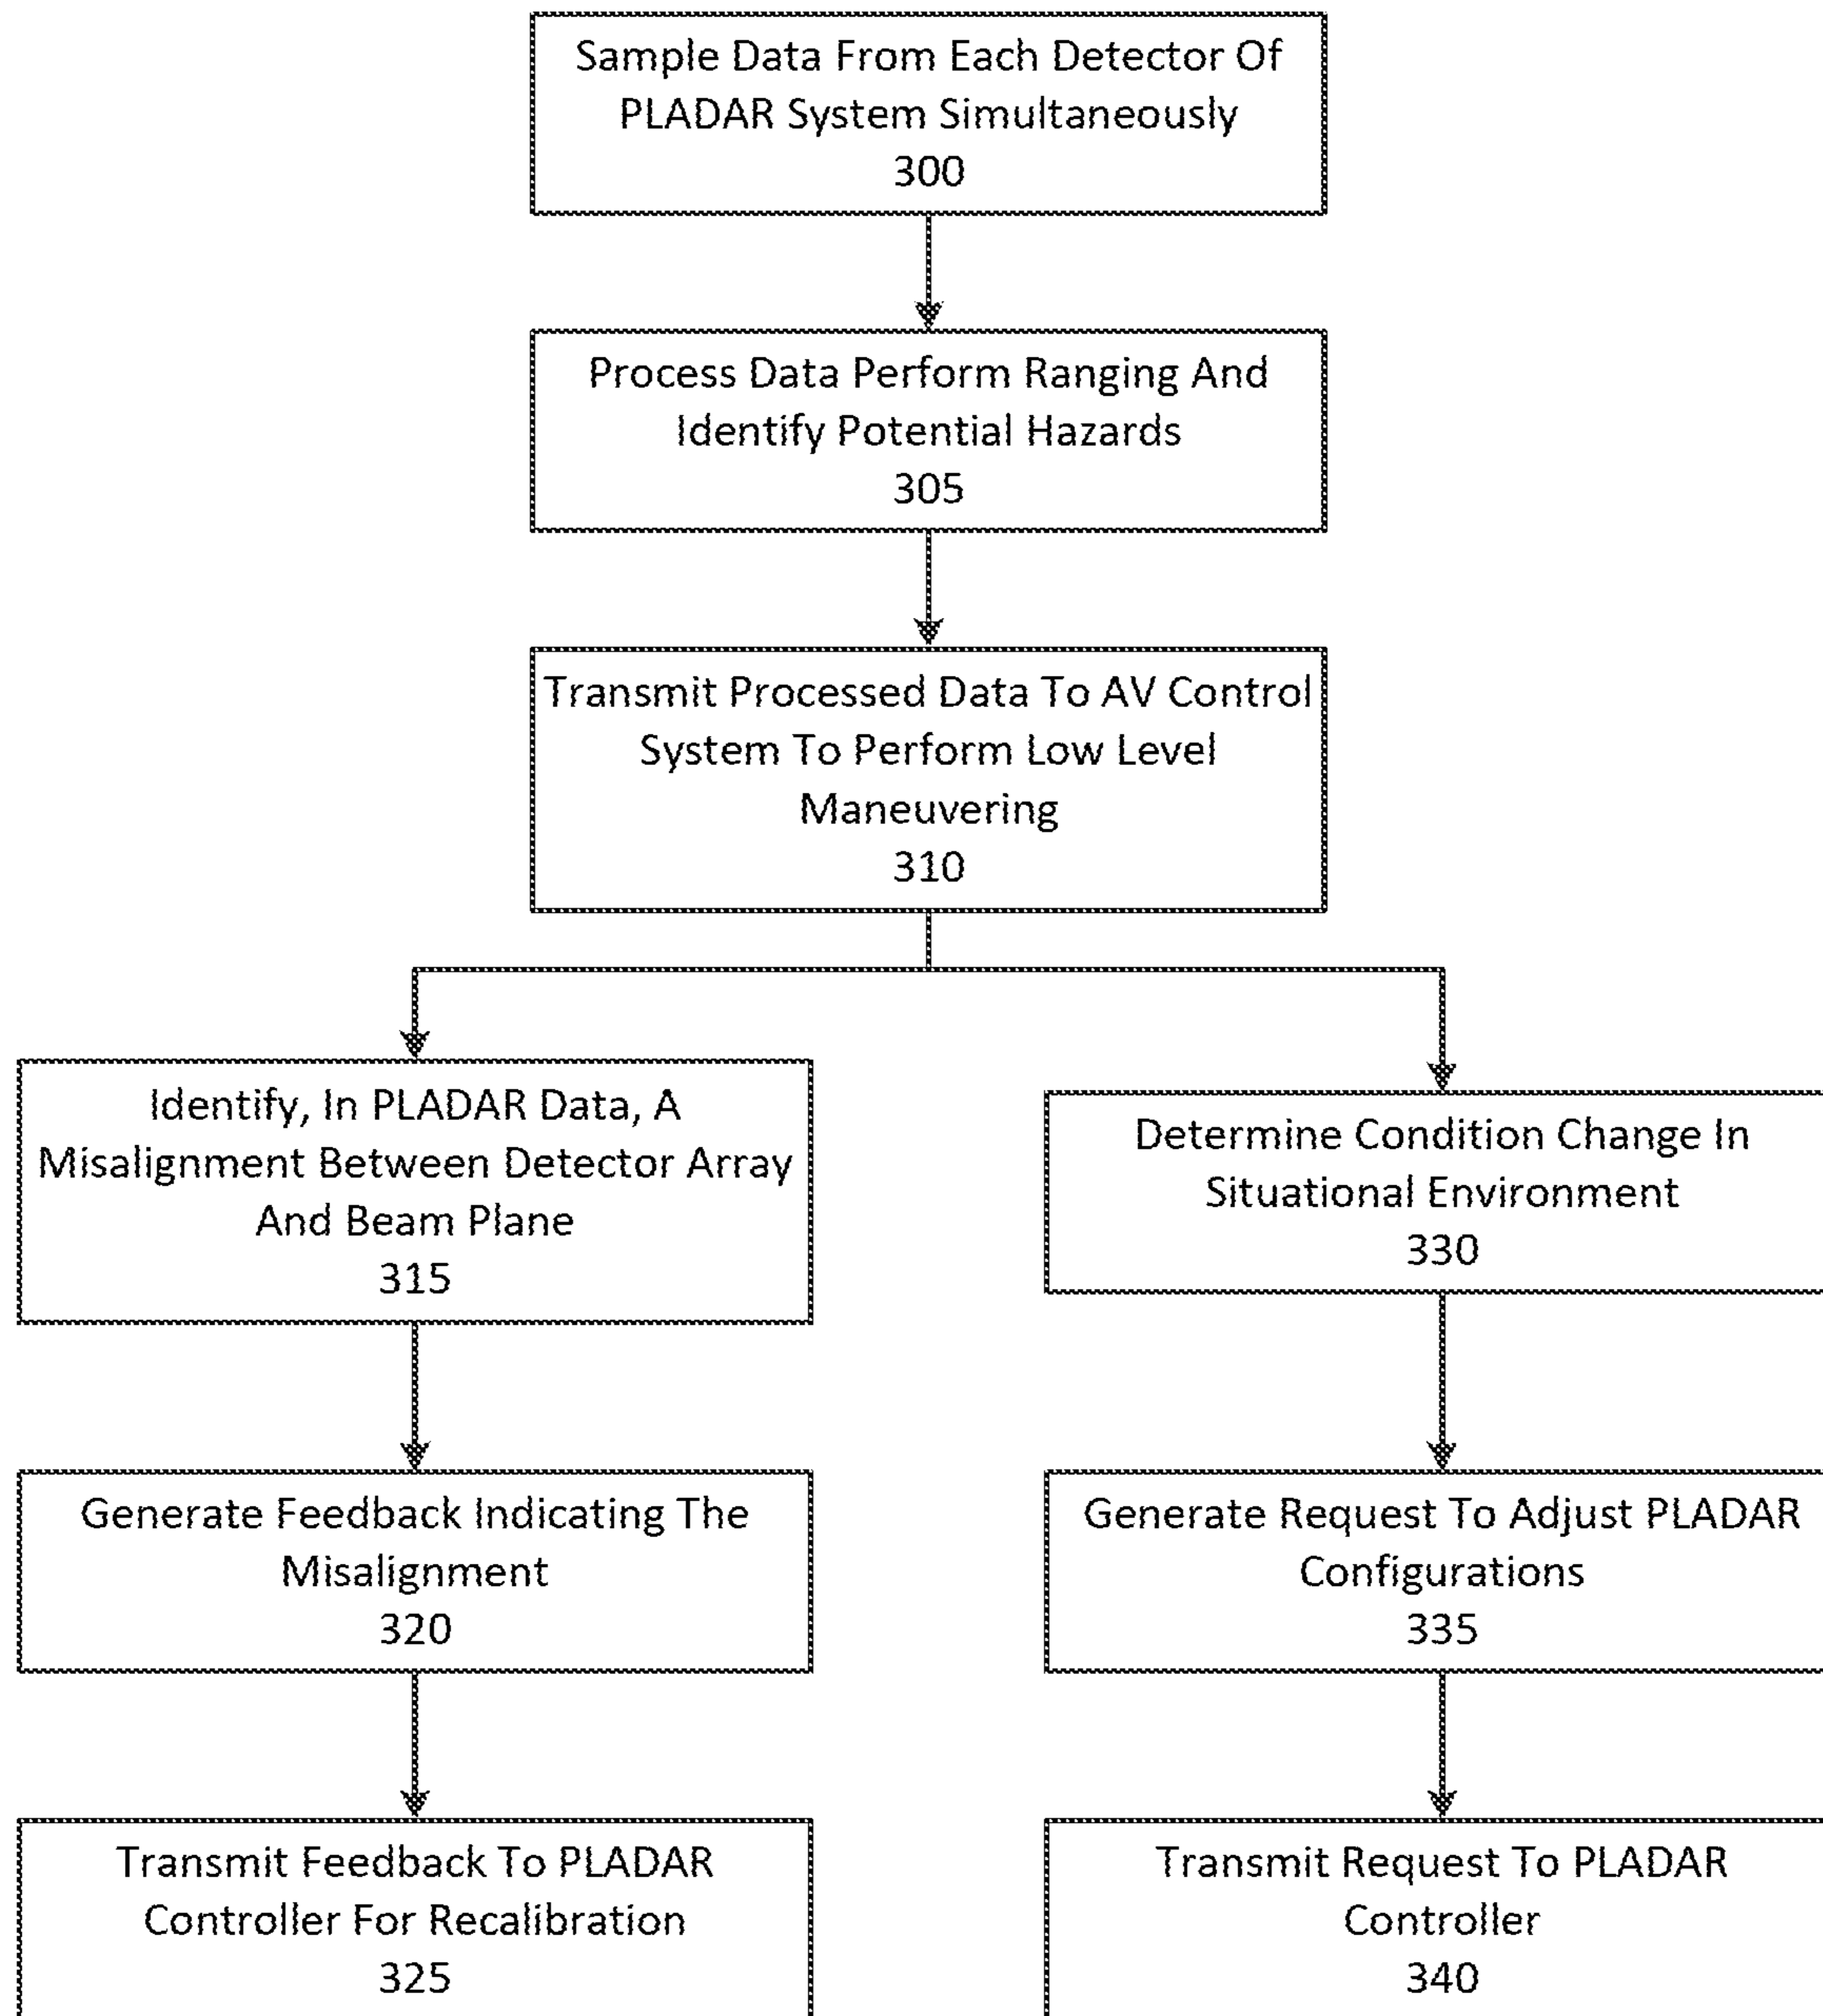 Sample Data From Each Detector Of
PLADAR System Simultaneously
300
Process Data Perform Ranging And
Identify Potential Hazards
305
Transmit Processed Data To AV Control
System To Perform Low Level
Maneuvering
310
Identify, In PLADAR Data, A
Misalignment Between Detector Array
And Beam Plane
315
Generate Feedback Indicating The
Misalignment
320
Transmit Feedback To PLADAR
Controller For Recalibration
325
Determine Condition Change In
Situational Environment
330
Generate Request To Adjust PLADAR
Configurations
335
Transmit Request To PLADAR
Controller
340